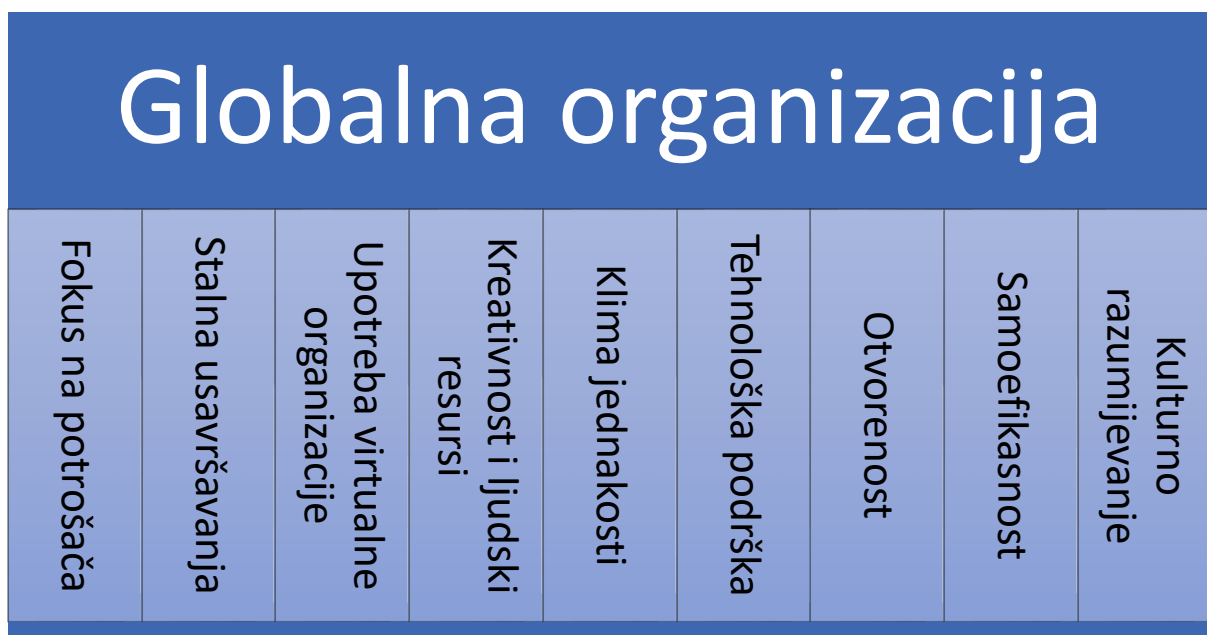 Globalna organizacija
Fokus na potrošača
Stalna usavršavanja
Upotreba virtualne
organizacije
Kreativnost i ljudski
resursi
Klima jednakosti
Tehnološka podrška
Otvorenost
Samoefikasnost
Kulturno
razumijevanje